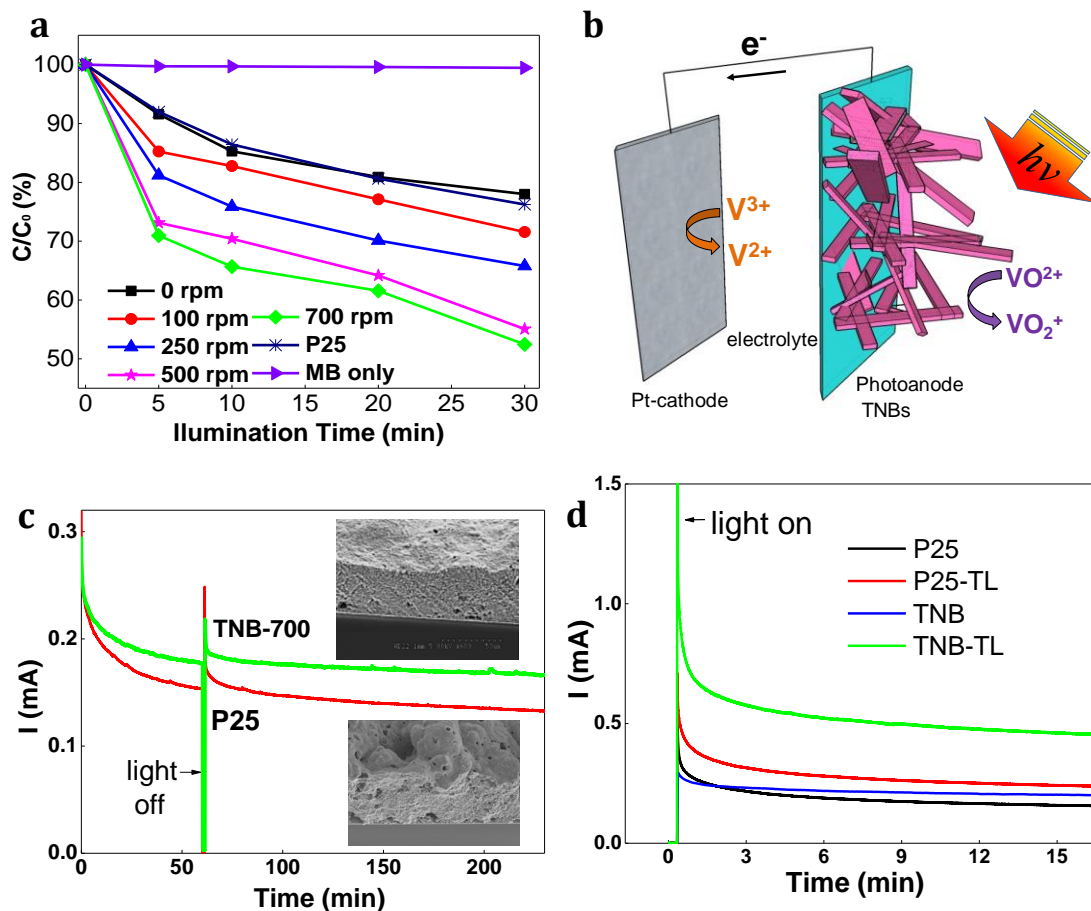 a
C/C₀ (%)
100
90
80
70
60
50
0 rpm
100 rpm
250 rpm
500 rpm
700 rpm
P25
MB only
0 5 10 15 20 25 30
Ilumination Time (min)
b
e-
hν
V3+
V2+
VO2+
VO2+
electrolyte
Pt-cathode
Photoanode
TNBs
c
I (mA)
0.3
0.2
0.1
0.0
TNB-700
P25
light
off
0 50 100 150 200
Time (min)
d
I (mA)
1.5
1.0
0.5
0.0
light on
P25
P25-TL
TNB
TNB-TL
0 3 6 9 12 15
Time (min)